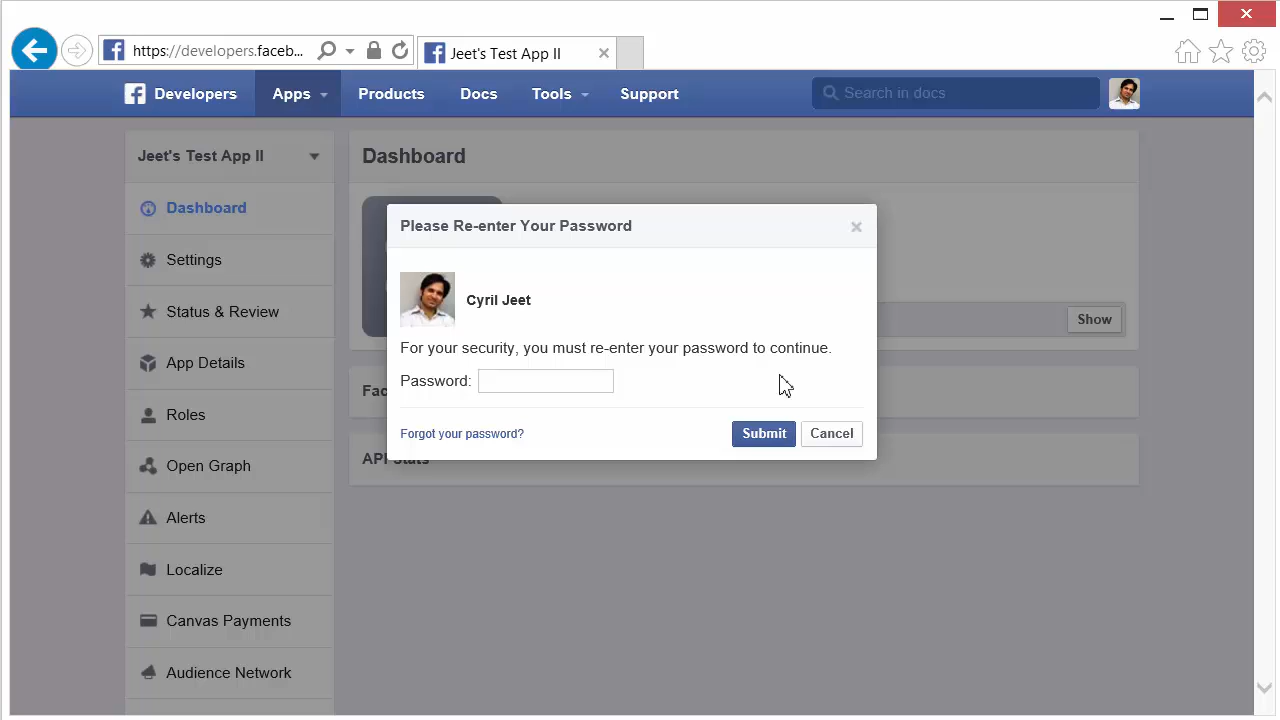 https://developers.faceb...
Jeet's Test App II
Developers
Apps
Products
Docs
Tools
Support
Search in docs
Jeet's Test App II
Dashboard
Settings
Status & Review
App Details
Roles
Open Graph
Alerts
Localize
Canvas Payments
Audience Network
Dashboard
Show
Please Re-enter Your Password
Cyril Jeet
For your security, you must re-enter your password to continue.
Password:
Forgot your password?
Submit
Cancel